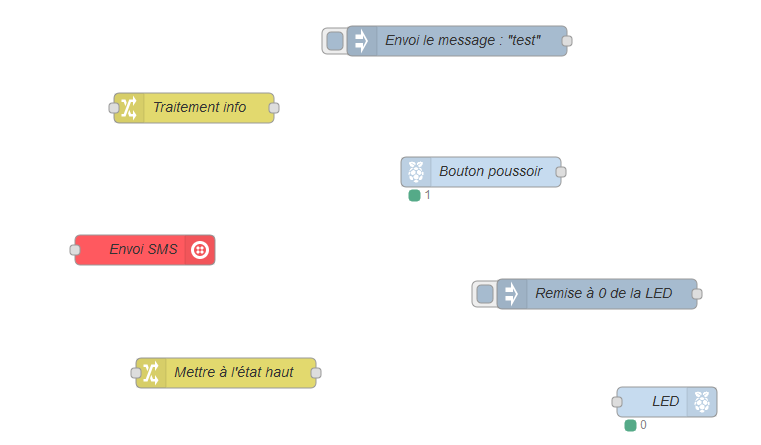 Envoi le message : "test"
Traitement info
Bouton poussoir
1
Envoi SMS
Remise à 0 de la LED
Mettre à l'état haut
LED
0